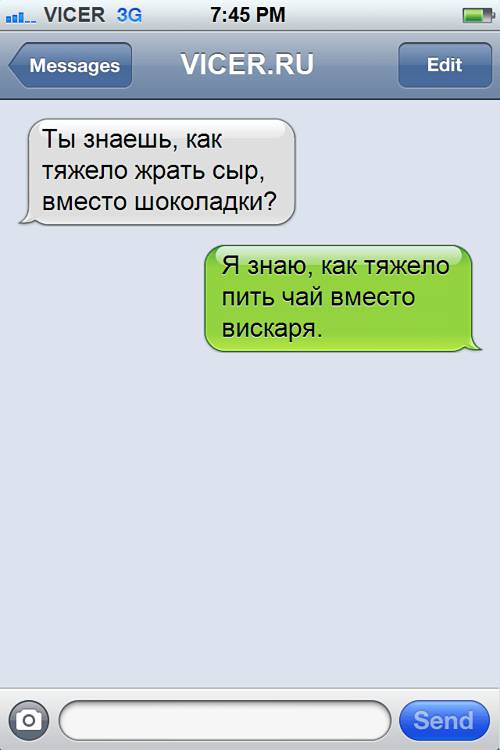 VICER 3G 7:45 PM
Messages VICER.RU Edit
Ты знаешь, как
тяжело жрать сыр,
вместо шоколадки?
Я знаю, как тяжело
пить чай вместо
вискаря.
Send